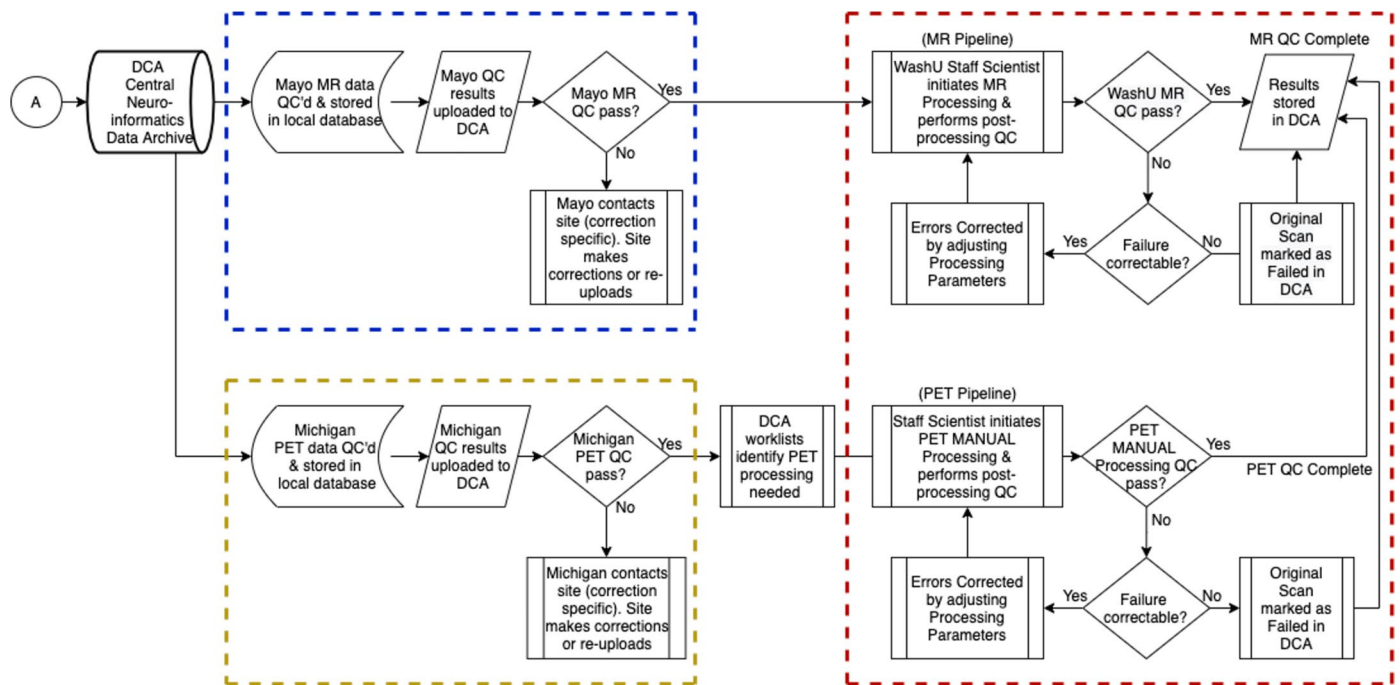 A
DCA
Central
Neuro-
informatics
Data Archive
Mayo MR data
QC'd & stored
in local database
Mayo QC
results
uploaded to
DCA
Mayo MR
QC pass?
Yes
No
Mayo contacts
site (correction
specific). Site
makes
corrections or re-
uploads
(MR Pipeline)
WashU Staff Scientist
initiates MR
Processing &
performs post-
processing QC
WashU MR
QC pass?
Yes
No
MR QC Complete
Results
stored
in DCA
Errors Corrected
by adjusting
Processing
Parameters
Yes
Failure
correctable?
No
Original
Scan
marked as
Failed in
DCA
Michigan
PET data QC'd
& stored in
local database
Michigan
QC results
uploaded to
DCA
Michigan
PET QC
pass?
Yes
No
Michigan contacts
site (correction
specific). Site
makes corrections
or re-uploads
DCA
worklists
identify PET
processing
needed
(PET Pipeline)
Staff Scientist initiates
PET MANUAL
Processing &
performs post-
processing QC
PET
MANUAL
Processing QC
pass?
Yes
PET QC Complete
No
Errors Corrected
by adjusting
Processing
Parameters
Yes
Failure
correctable?
No
Original
Scan
marked as
Failed in
DCA